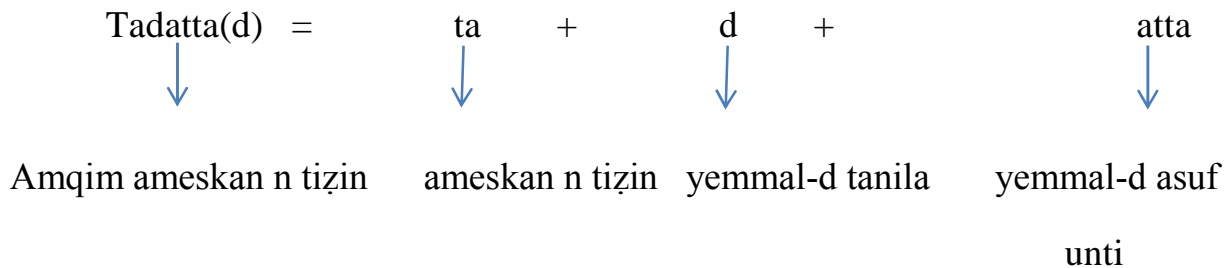 Tadatta(d) = ta + d + atta
Amqim ameskan n tiẓin ameskan n tiẓin yemmal-d tanila yemmal-d asuf
unti